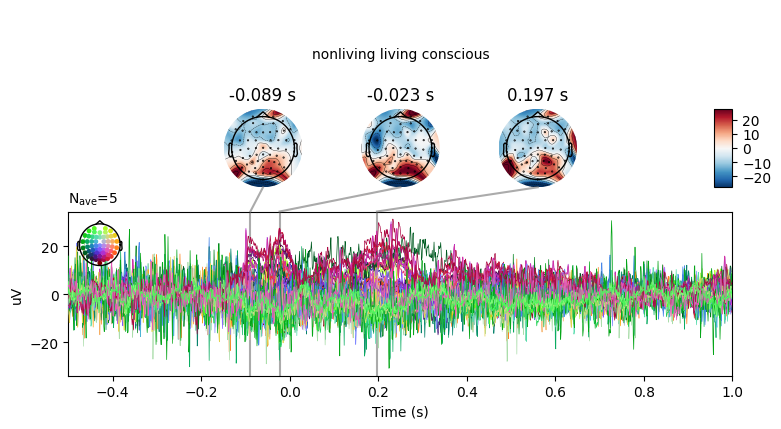 nonliving living conscious
-0.089 s -0.023 s 0.197 s
20
10
0
−10
−20
Nave=5
20
0
−20
uV
−0.4 −0.2 0.0 0.2 0.4 0.6 0.8 1.0
Time (s)